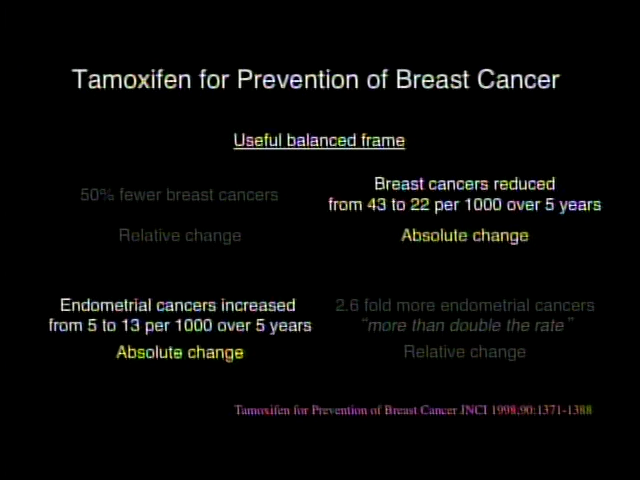 Tamoxifen for Prevention of Breast Cancer
Useful balanced frame
50% fewer breast cancers
Relative change
Breast cancers reduced
from 43 to 22 per 1000 over 5 years
Absolute change
Endometrial cancers increased
from 5 to 13 per 1000 over 5 years
Absolute change
2.6 fold more endometrial cancers
“more than double the rate”
Relative change
Tamoxifen for Prevention of Breast Cancer JNCI 1998;90:1371-1388